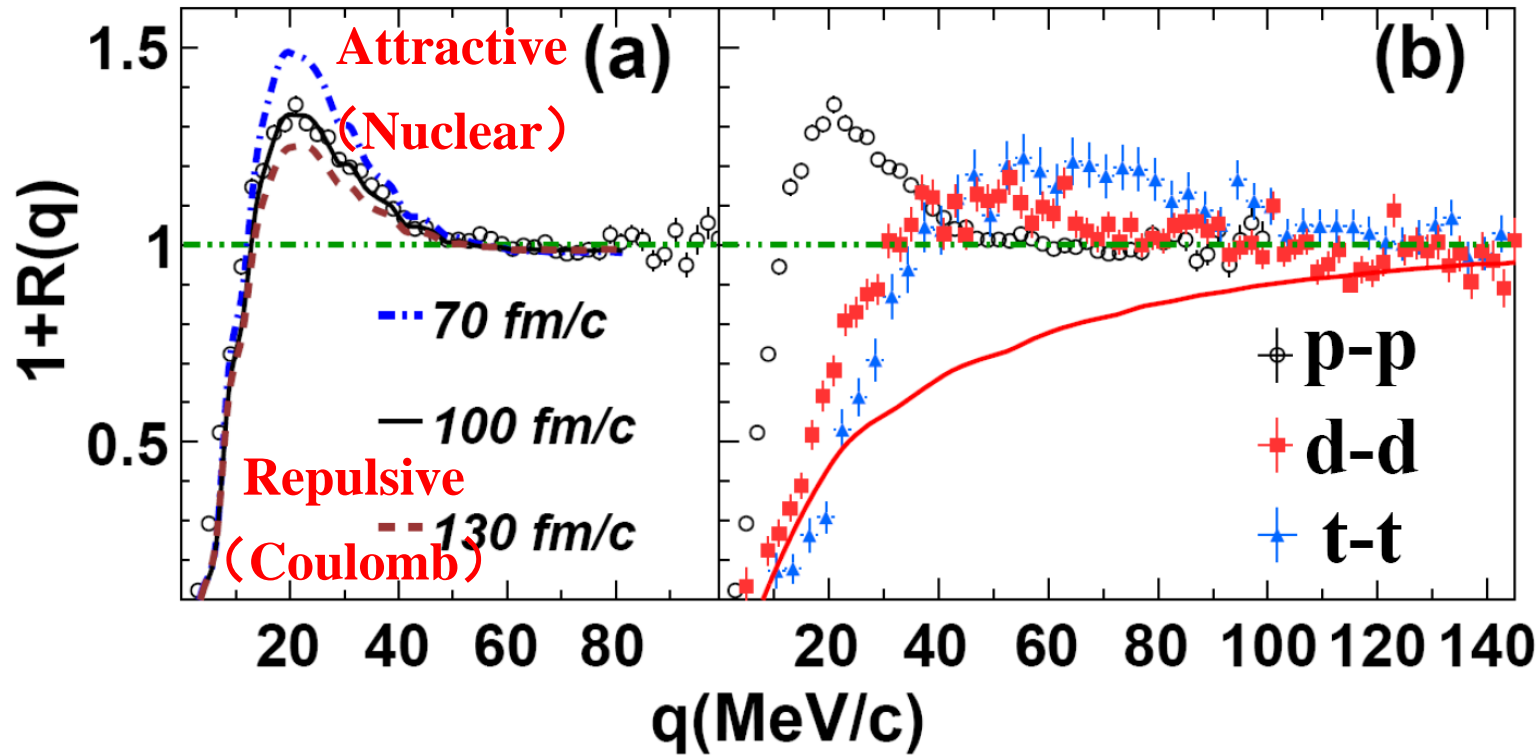 1.5
1
0.5
1+R(q)
Attractive
（Nuclear）
(a)
70 fm/c
100 fm/c
130 fm/c
Repulsive
（Coulomb）
20 40 60 80
(b)
p-p
d-d
t-t
20 40 60 80 100 120 140
q(MeV/c)